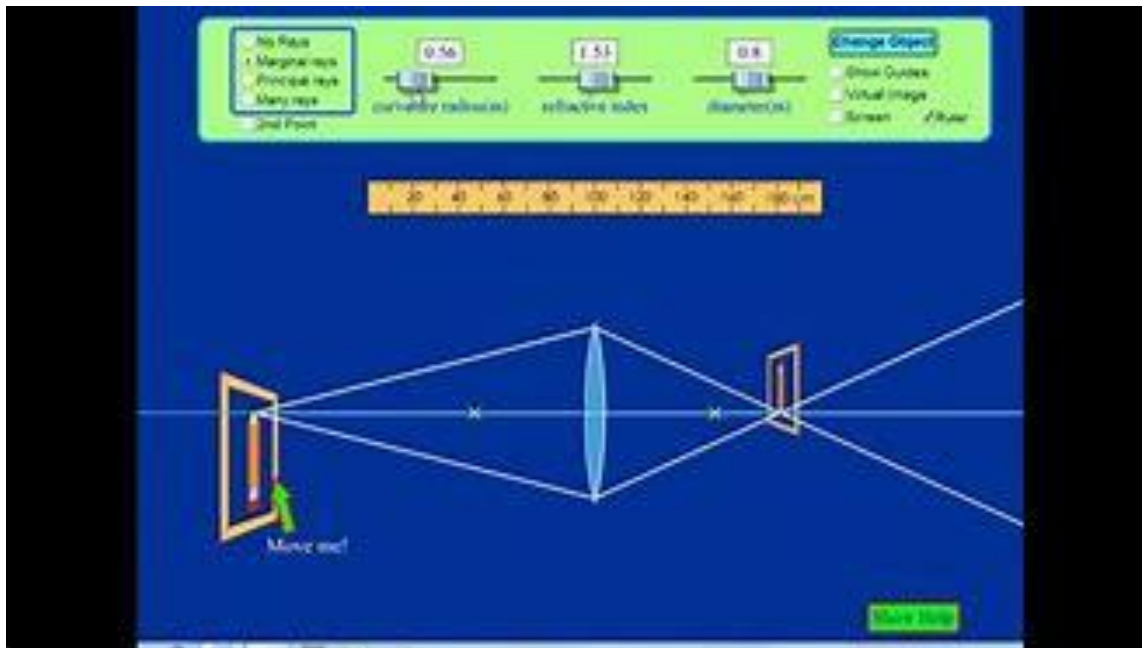 No Rays
Marginal rays
Principal rays
Many rays
2nd Point
0.56
curvature radius(m)
1.53
refractive index
0.8
diameter(m)
Change Object
Show Guides
Virtual Image
Screen
✓Ruler
20 40 60 80 100 120 140 160 180 cm
Move me!
Show Help